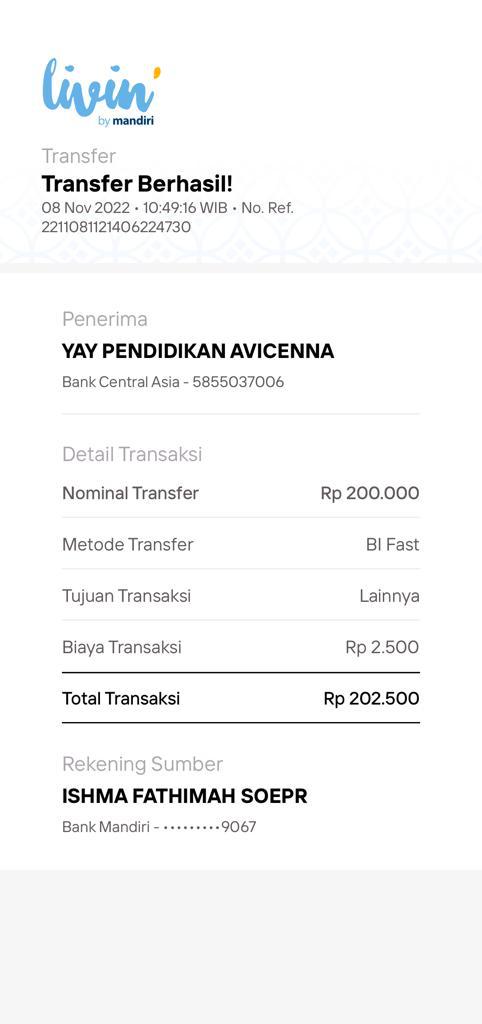 livin'
by mandiri
Transfer
Transfer Berhasil!
08 Nov 2022 • 10:49:16 WIB • No. Ref.
2211081121406224730
Penerima
YAY PENDIDIKAN AVICENNA
Bank Central Asia - 5855037006
Detail Transaksi
Nominal Transfer Rp 200.000
Metode Transfer BI Fast
Tujuan Transaksi Lainnya
Biaya Transaksi Rp 2.500
Total Transaksi Rp 202.500
Rekening Sumber
ISHMA FATHIMAH SOEPR
Bank Mandiri - •••••••••9067